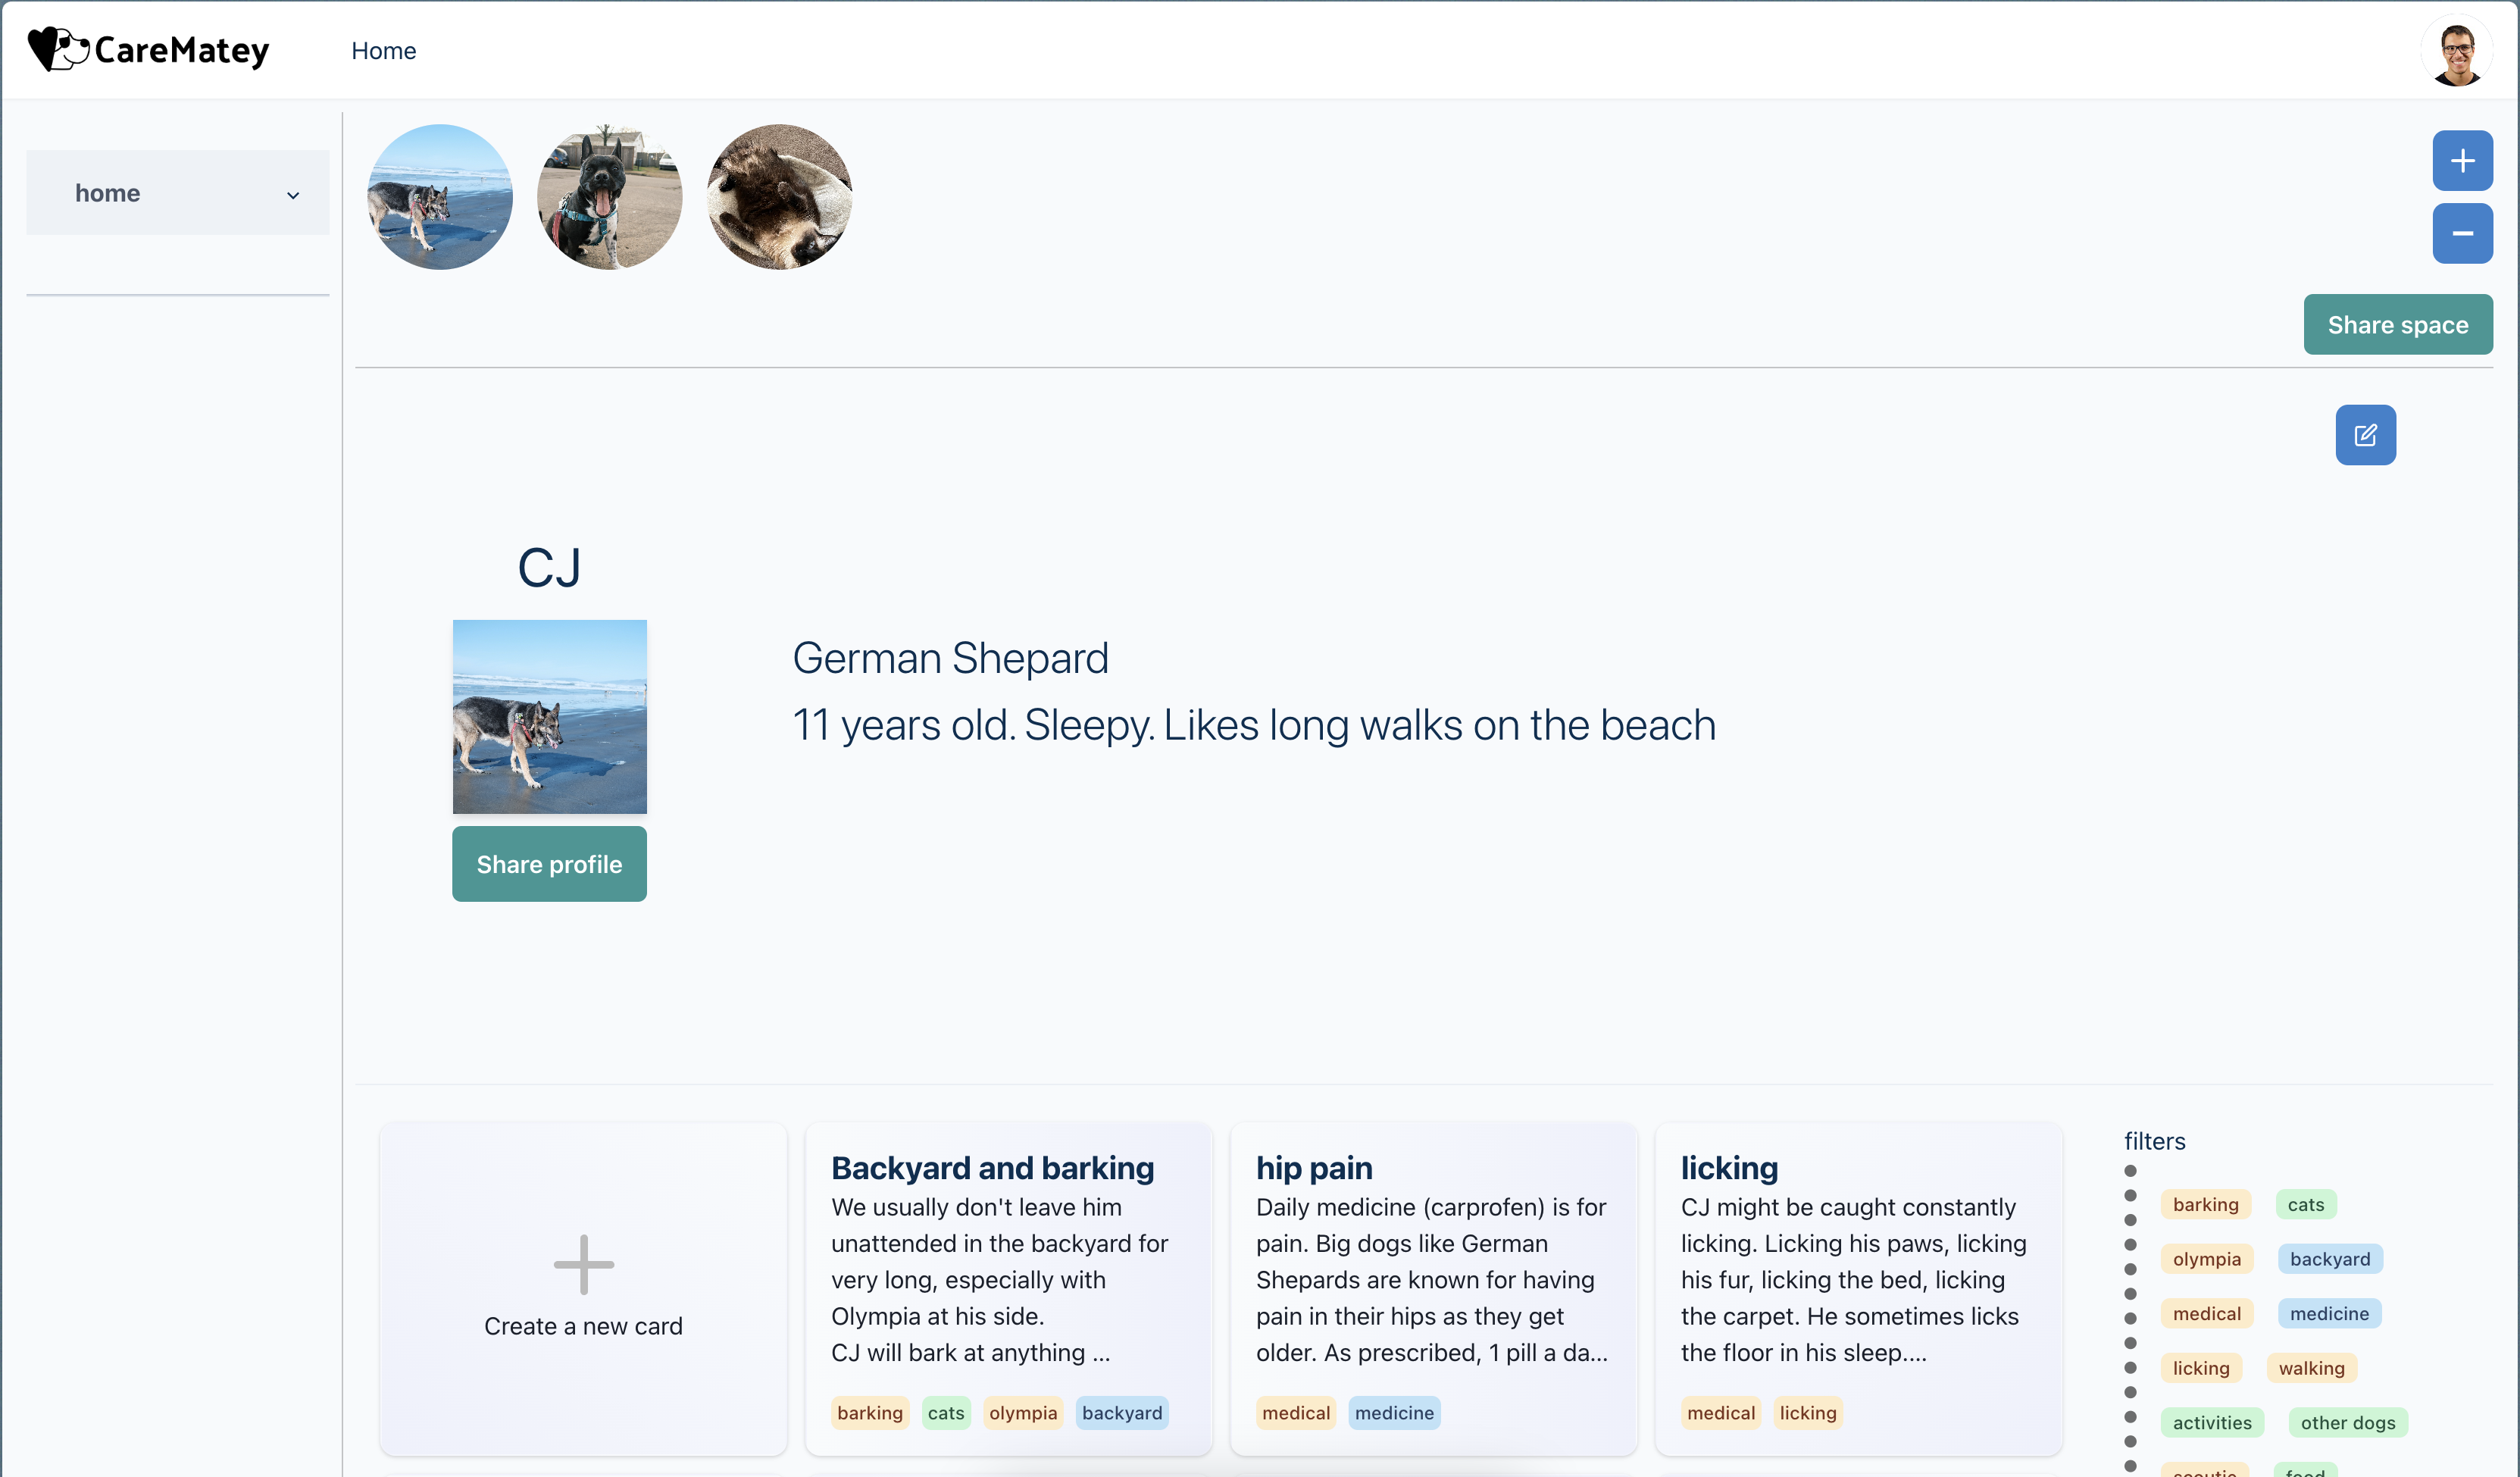 CareMatey
Home
home
Share space
CJ
German Shepard
11 years old. Sleepy. Likes long walks on the beach
Share profile
Create a new card
Backyard and barking
We usually don't leave him
unattended in the backyard for
very long, especially with
Olympia at his side.
CJ will bark at anything ...
barking cats olympia backyard
hip pain
Daily medicine (carprofen) is for
pain. Big dogs like German
Shepards are known for having
pain in their hips as they get
older. As prescribed, 1 pill a da...
medical medicine
licking
CJ might be caught constantly
licking. Licking his paws, licking
his fur, licking the bed, licking
the carpet. He sometimes licks
the floor in his sleep....
medical licking
filters
barking cats
olympia backyard
medical medicine
licking walking
activities other dogs
food